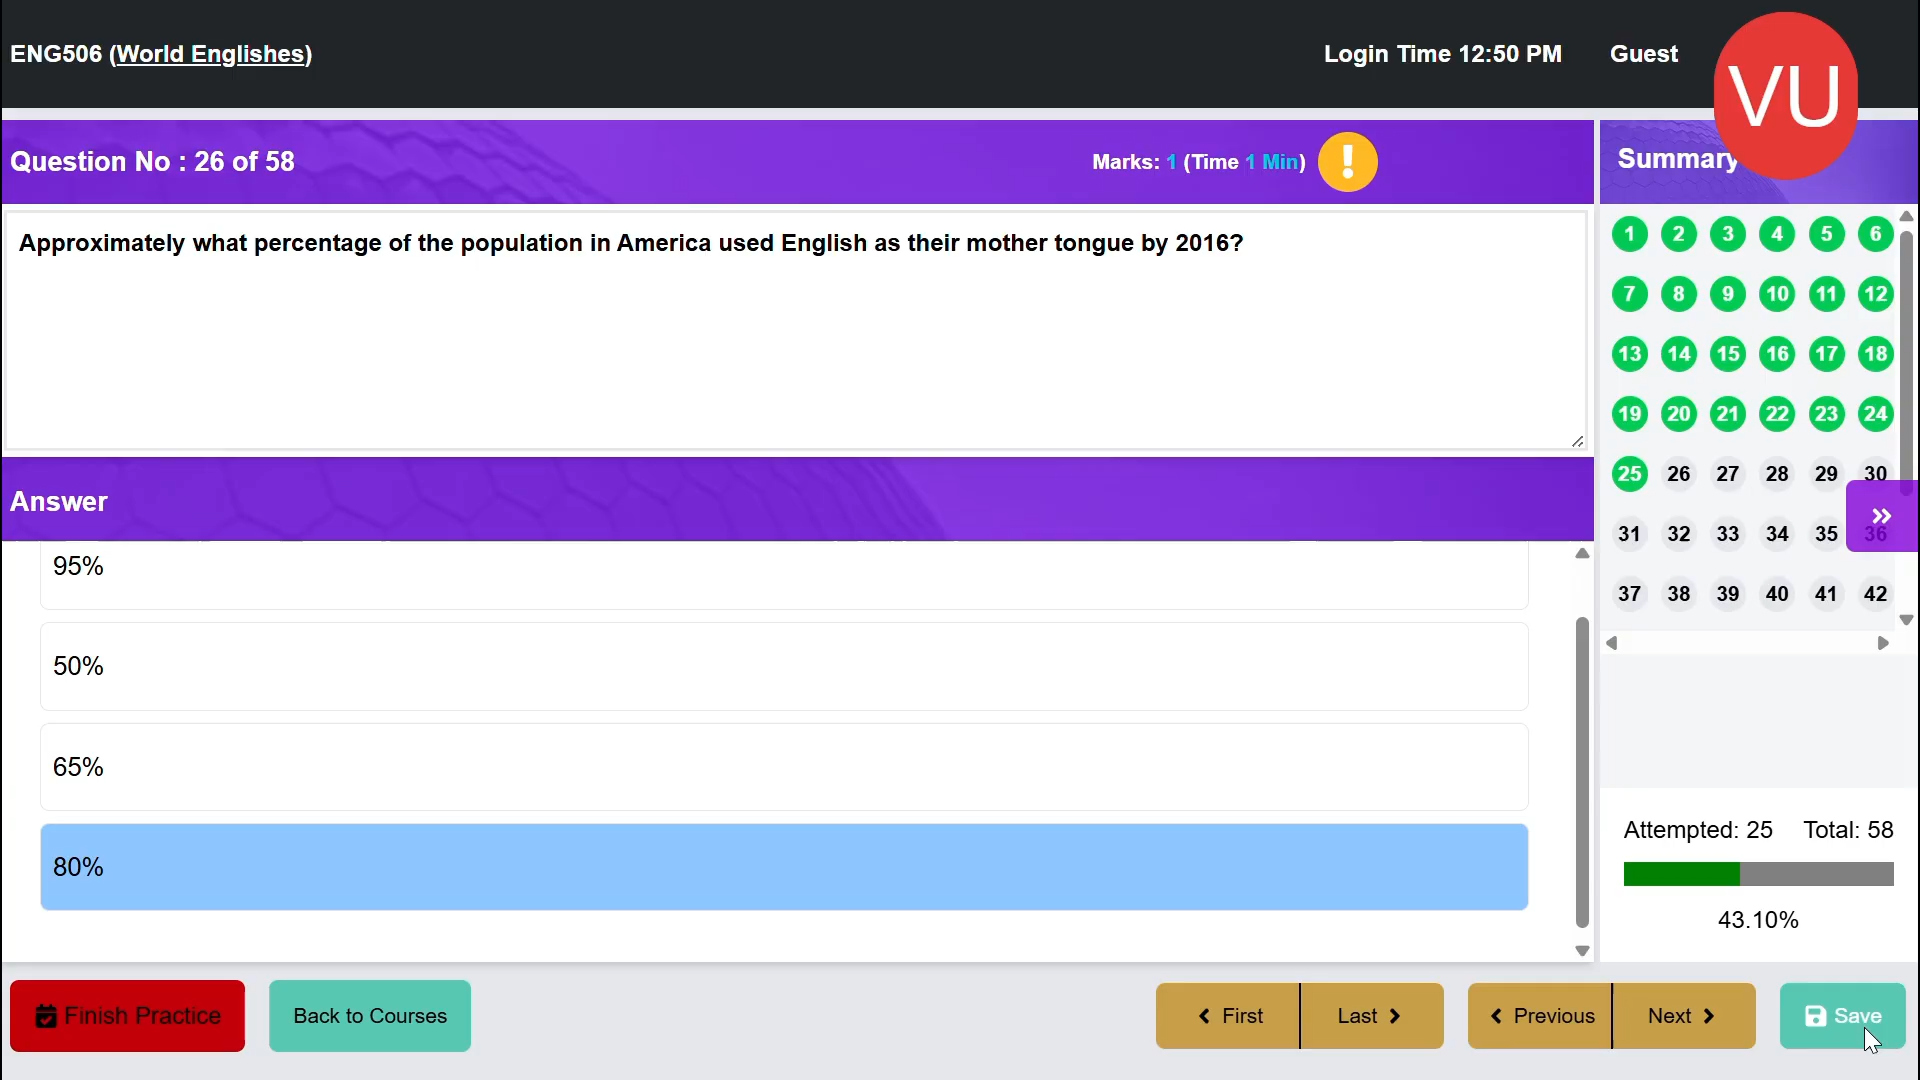 ENG506 (World Englishes)
Login Time 12:50 PM
Guest
VU
Question No : 26 of 58
Marks: 1 (Time 1 Min)
!
Summary
Approximately what percentage of the population in America used English as their mother tongue by 2016?
1 2 3 4 5 6
7 8 9 10 11 12
13 14 15 16 17 18
19 20 21 22 23 24
25 26 27 28 29 30
31 32 33 34 35 36
37 38 39 40 41 42
Answer
95%
50%
65%
80%
Attempted: 25 Total: 58
43.10%
Finish Practice
Back to Courses
First
Last
Previous
Next
Save